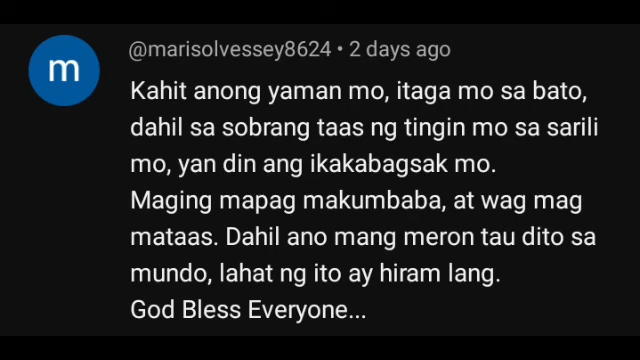 m
@marisolvessey8624 • 2 days ago
Kahit anong yaman mo, itaga mo sa bato,
dahil sa sobrang taas ng tingin mo sa sarili
mo, yan din ang ikakabagsak mo.
Maging mapag makumbaba, at wag mag
mataas. Dahil ano mang meron tau dito sa
mundo, lahat ng ito ay hiram lang.
God Bless Everyone...